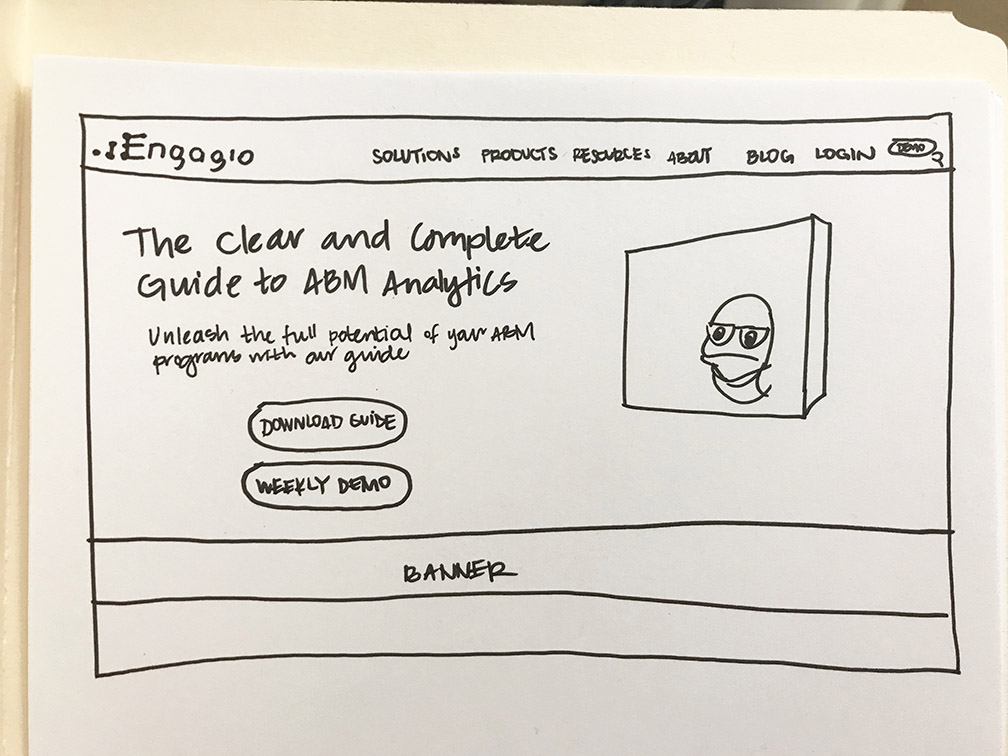 Engagio
SOLUTIONS PRODUCTS RESOURCES ABOUT BLOG LOGIN DEMO
The Clear and Complete
Guide to ABM Analytics
Unleash the full potential of your ABM
programs with our guide
DOWNLOAD GUIDE
WEEKLY DEMO
BANNER